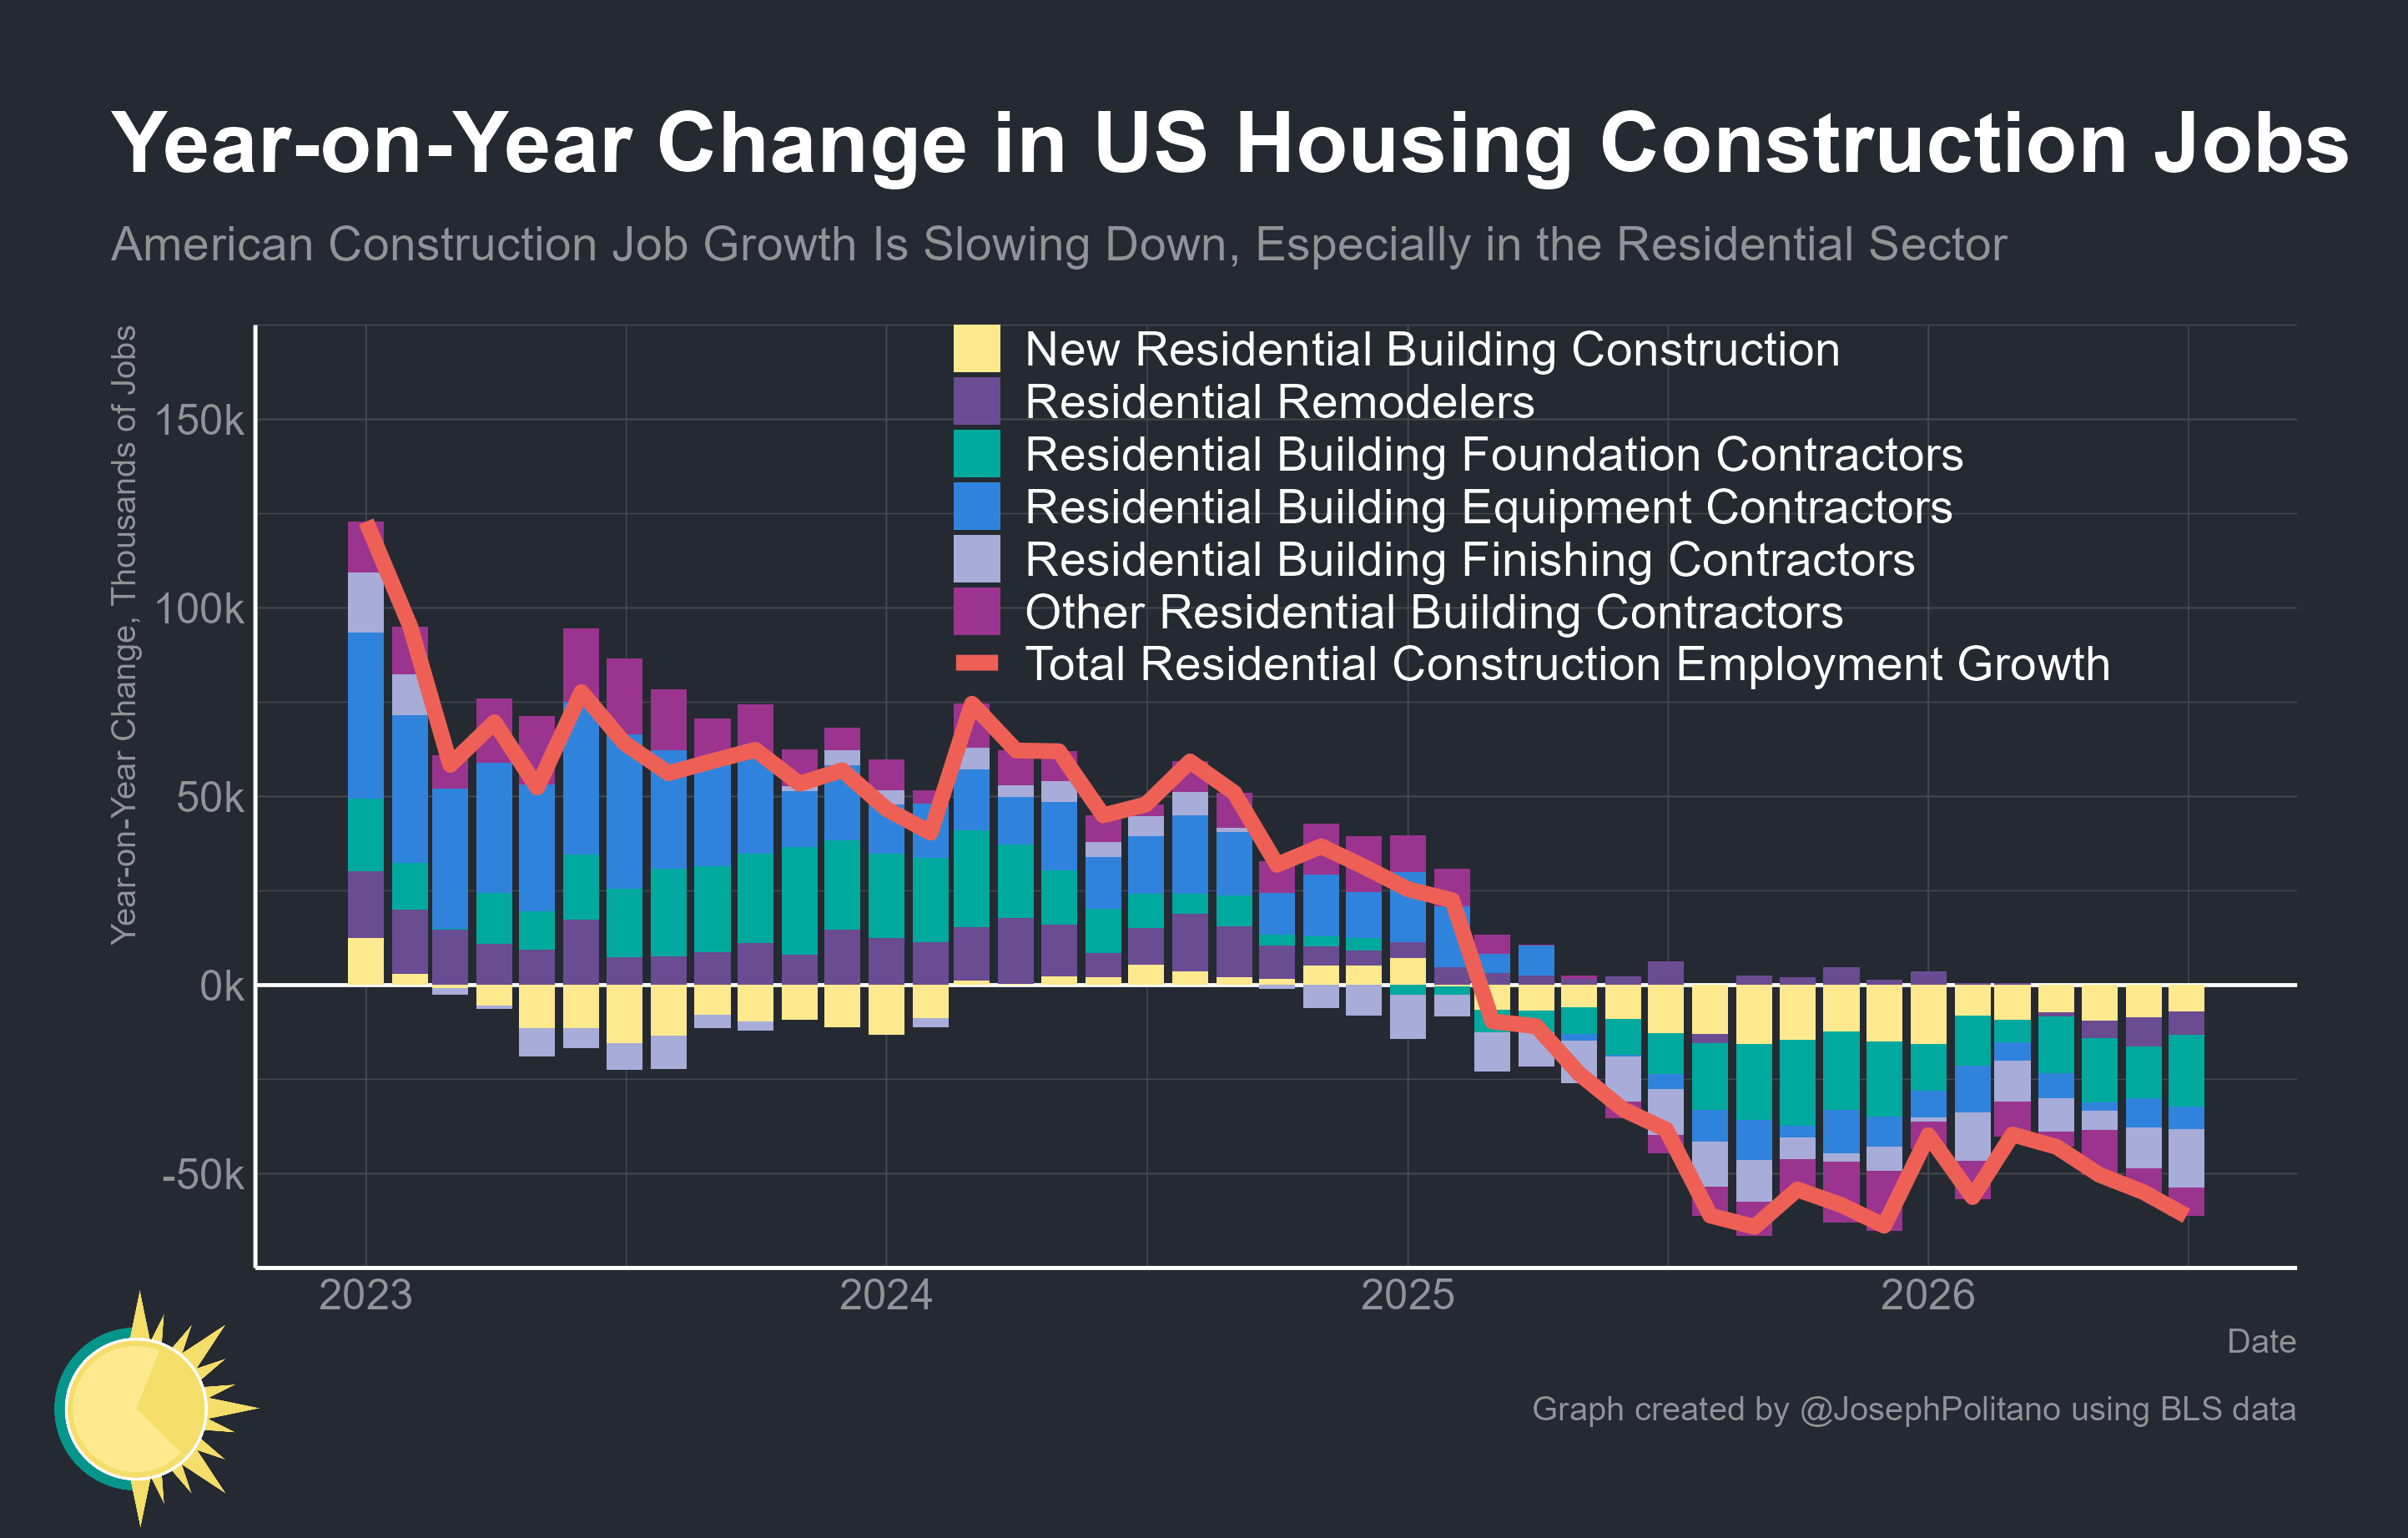 Year-on-Year Change in US Housing Construction Jobs
American Construction Job Growth Is Slowing Down, Especially in the Residential Sector
Year-on-Year Change, Thousands of Jobs
New Residential Building Construction
Residential Remodelers
Residential Building Foundation Contractors
Residential Building Equipment Contractors
Residential Building Finishing Contractors
Other Residential Building Contractors
Total Residential Construction Employment Growth
150k
100k
50k
0k
-50k
2023 2024 2025 2026
Date
Graph created by @JosephPolitano using BLS data